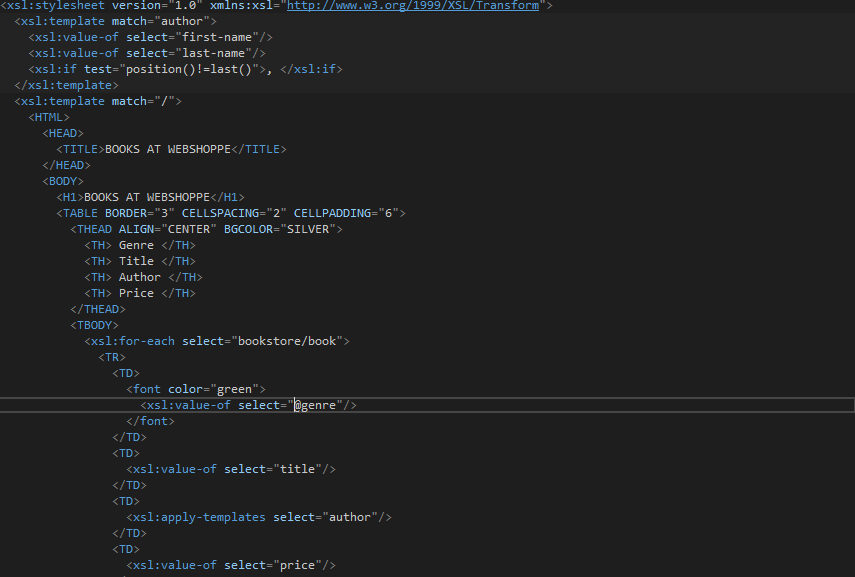 <xsl:stylesheet version="1.0" xmlns:xsl="http://www.w3.org/1999/XSL/Transform">
  <xsl:template match="author">
    <xsl:value-of select="first-name"/>
    <xsl:value-of select="last-name"/>
    <xsl:if test="position()!=last()">, </xsl:if>
  </xsl:template>
  <xsl:template match="/">
    <HTML>
      <HEAD>
        <TITLE>BOOKS AT WEBSHOPPE</TITLE>
      </HEAD>
      <BODY>
        <H1>BOOKS AT WEBSHOPPE</H1>
        <TABLE BORDER="3" CELLSPACING="2" CELLPADDING="6">
          <THEAD ALIGN="CENTER" BGCOLOR="SILVER">
            <TH> Genre </TH>
            <TH> Title </TH>
            <TH> Author </TH>
            <TH> Price </TH>
          </THEAD>
          <TBODY>
            <xsl:for-each select="bookstore/book">
              <TR>
                <TD>
                  <font color="green">
                    <xsl:value-of select="@genre"/>
                  </font>
                </TD>
                <TD>
                  <xsl:value-of select="title"/>
                </TD>
                <TD>
                  <xsl:apply-templates select="author"/>
                </TD>
                <TD>
                  <xsl:value-of select="price"/>